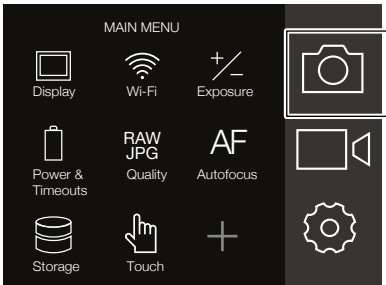 MAIN MENU
Display
Wi-Fi
Exposure
RAW
JPG
AF
Power &
Timeouts
Quality
Autofocus
Storage
Touch